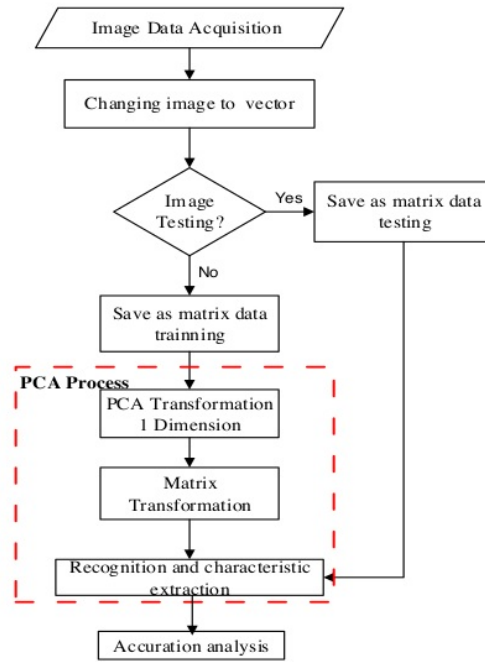 Image Data Acquisition
Changing image to vector
Image
Testing?
Yes
Save as matrix data
testing
No
Save as matrix data
trainning
PCA Process
PCA Transformation
1 Dimension
Matrix
Transformation
Recognition and characteristic
extraction
Accuration analysis